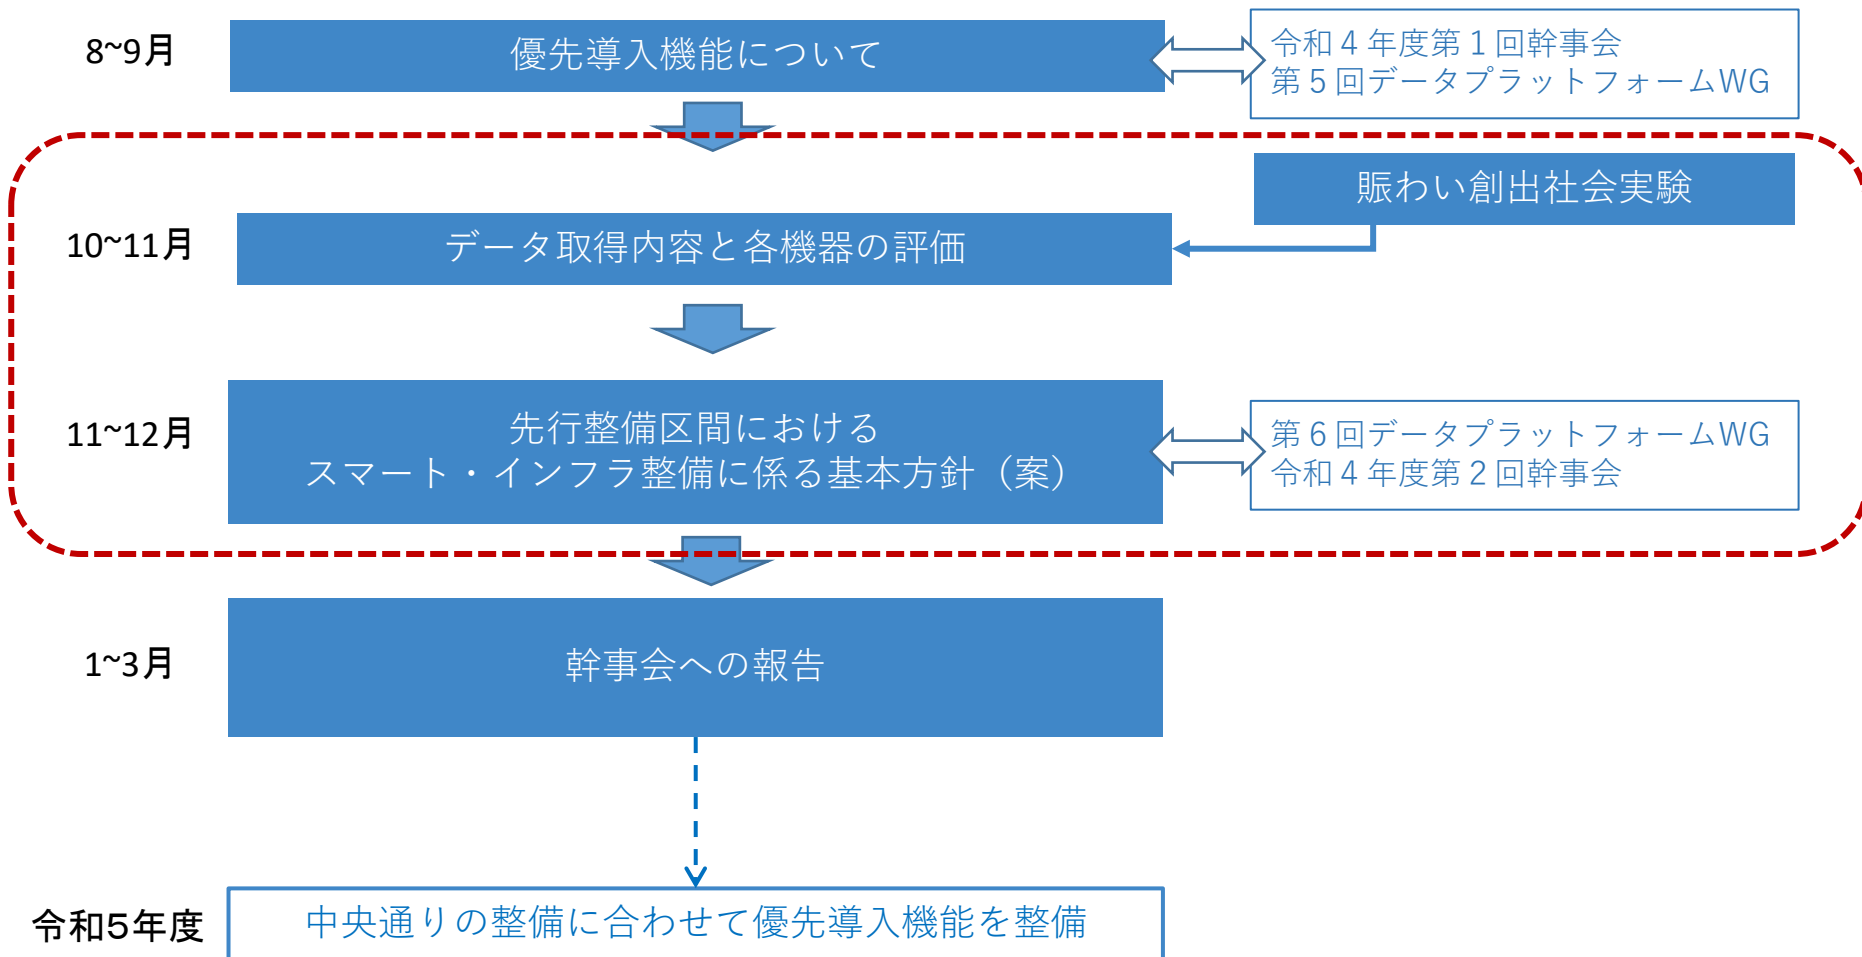 8~9月
優先導入機能について
令和４年度第１回幹事会
第５回データプラットフォームWG
賑わい創出社会実験
10~11月
データ取得内容と各機器の評価
11~12月
先行整備区間における
スマート・インフラ整備に係る基本方針（案）
第６回データプラットフォームWG
令和４年度第２回幹事会
1~3月
幹事会への報告
令和5年度
中央通りの整備に合わせて優先導入機能を整備